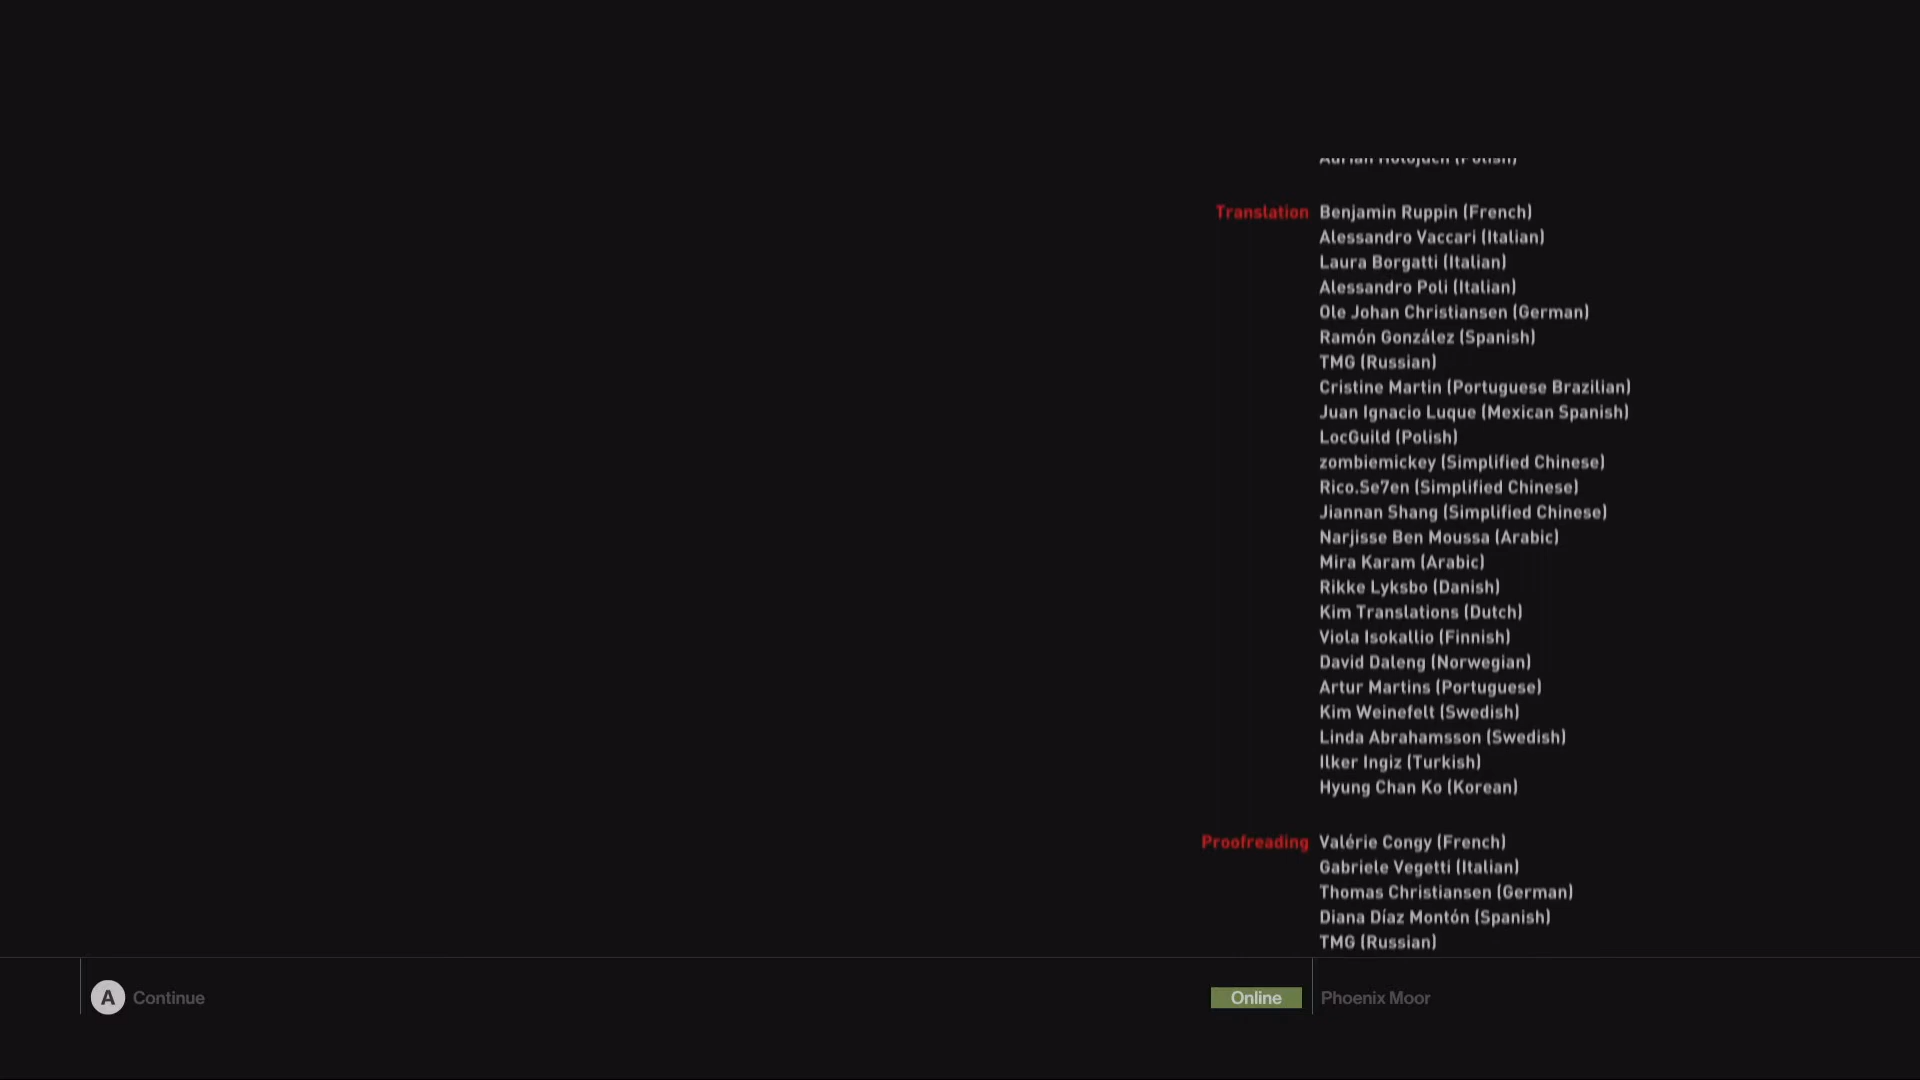 Translation Benjamin Ruppin (French)
Alessandro Vaccari (Italian)
Laura Borgatti (Italian)
Alessandro Poli (Italian)
Ole Johan Christiansen (German)
Ramón González (Spanish)
TMG (Russian)
Cristine Martin (Portuguese Brazilian)
Juan Ignacio Luque (Mexican Spanish)
LocGuild (Polish)
zombiemickey (Simplified Chinese)
Rico.Se7en (Simplified Chinese)
Jiannan Shang (Simplified Chinese)
Narjisse Ben Moussa (Arabic)
Mira Karam (Arabic)
Rikke Lyksbo (Danish)
Kim Translations (Dutch)
Viola Isokallio (Finnish)
David Daleng (Norwegian)
Artur Martins (Portuguese)
Kim Weinefelt (Swedish)
Linda Abrahamsson (Swedish)
Ilker Ingiz (Turkish)
Hyung Chan Ko (Korean)
Proofreading Valérie Congy (French)
Gabriele Vegetti (Italian)
Thomas Christiansen (German)
Diana Díaz Montón (Spanish)
TMG (Russian)
A Continue
Online Phoenix Moor